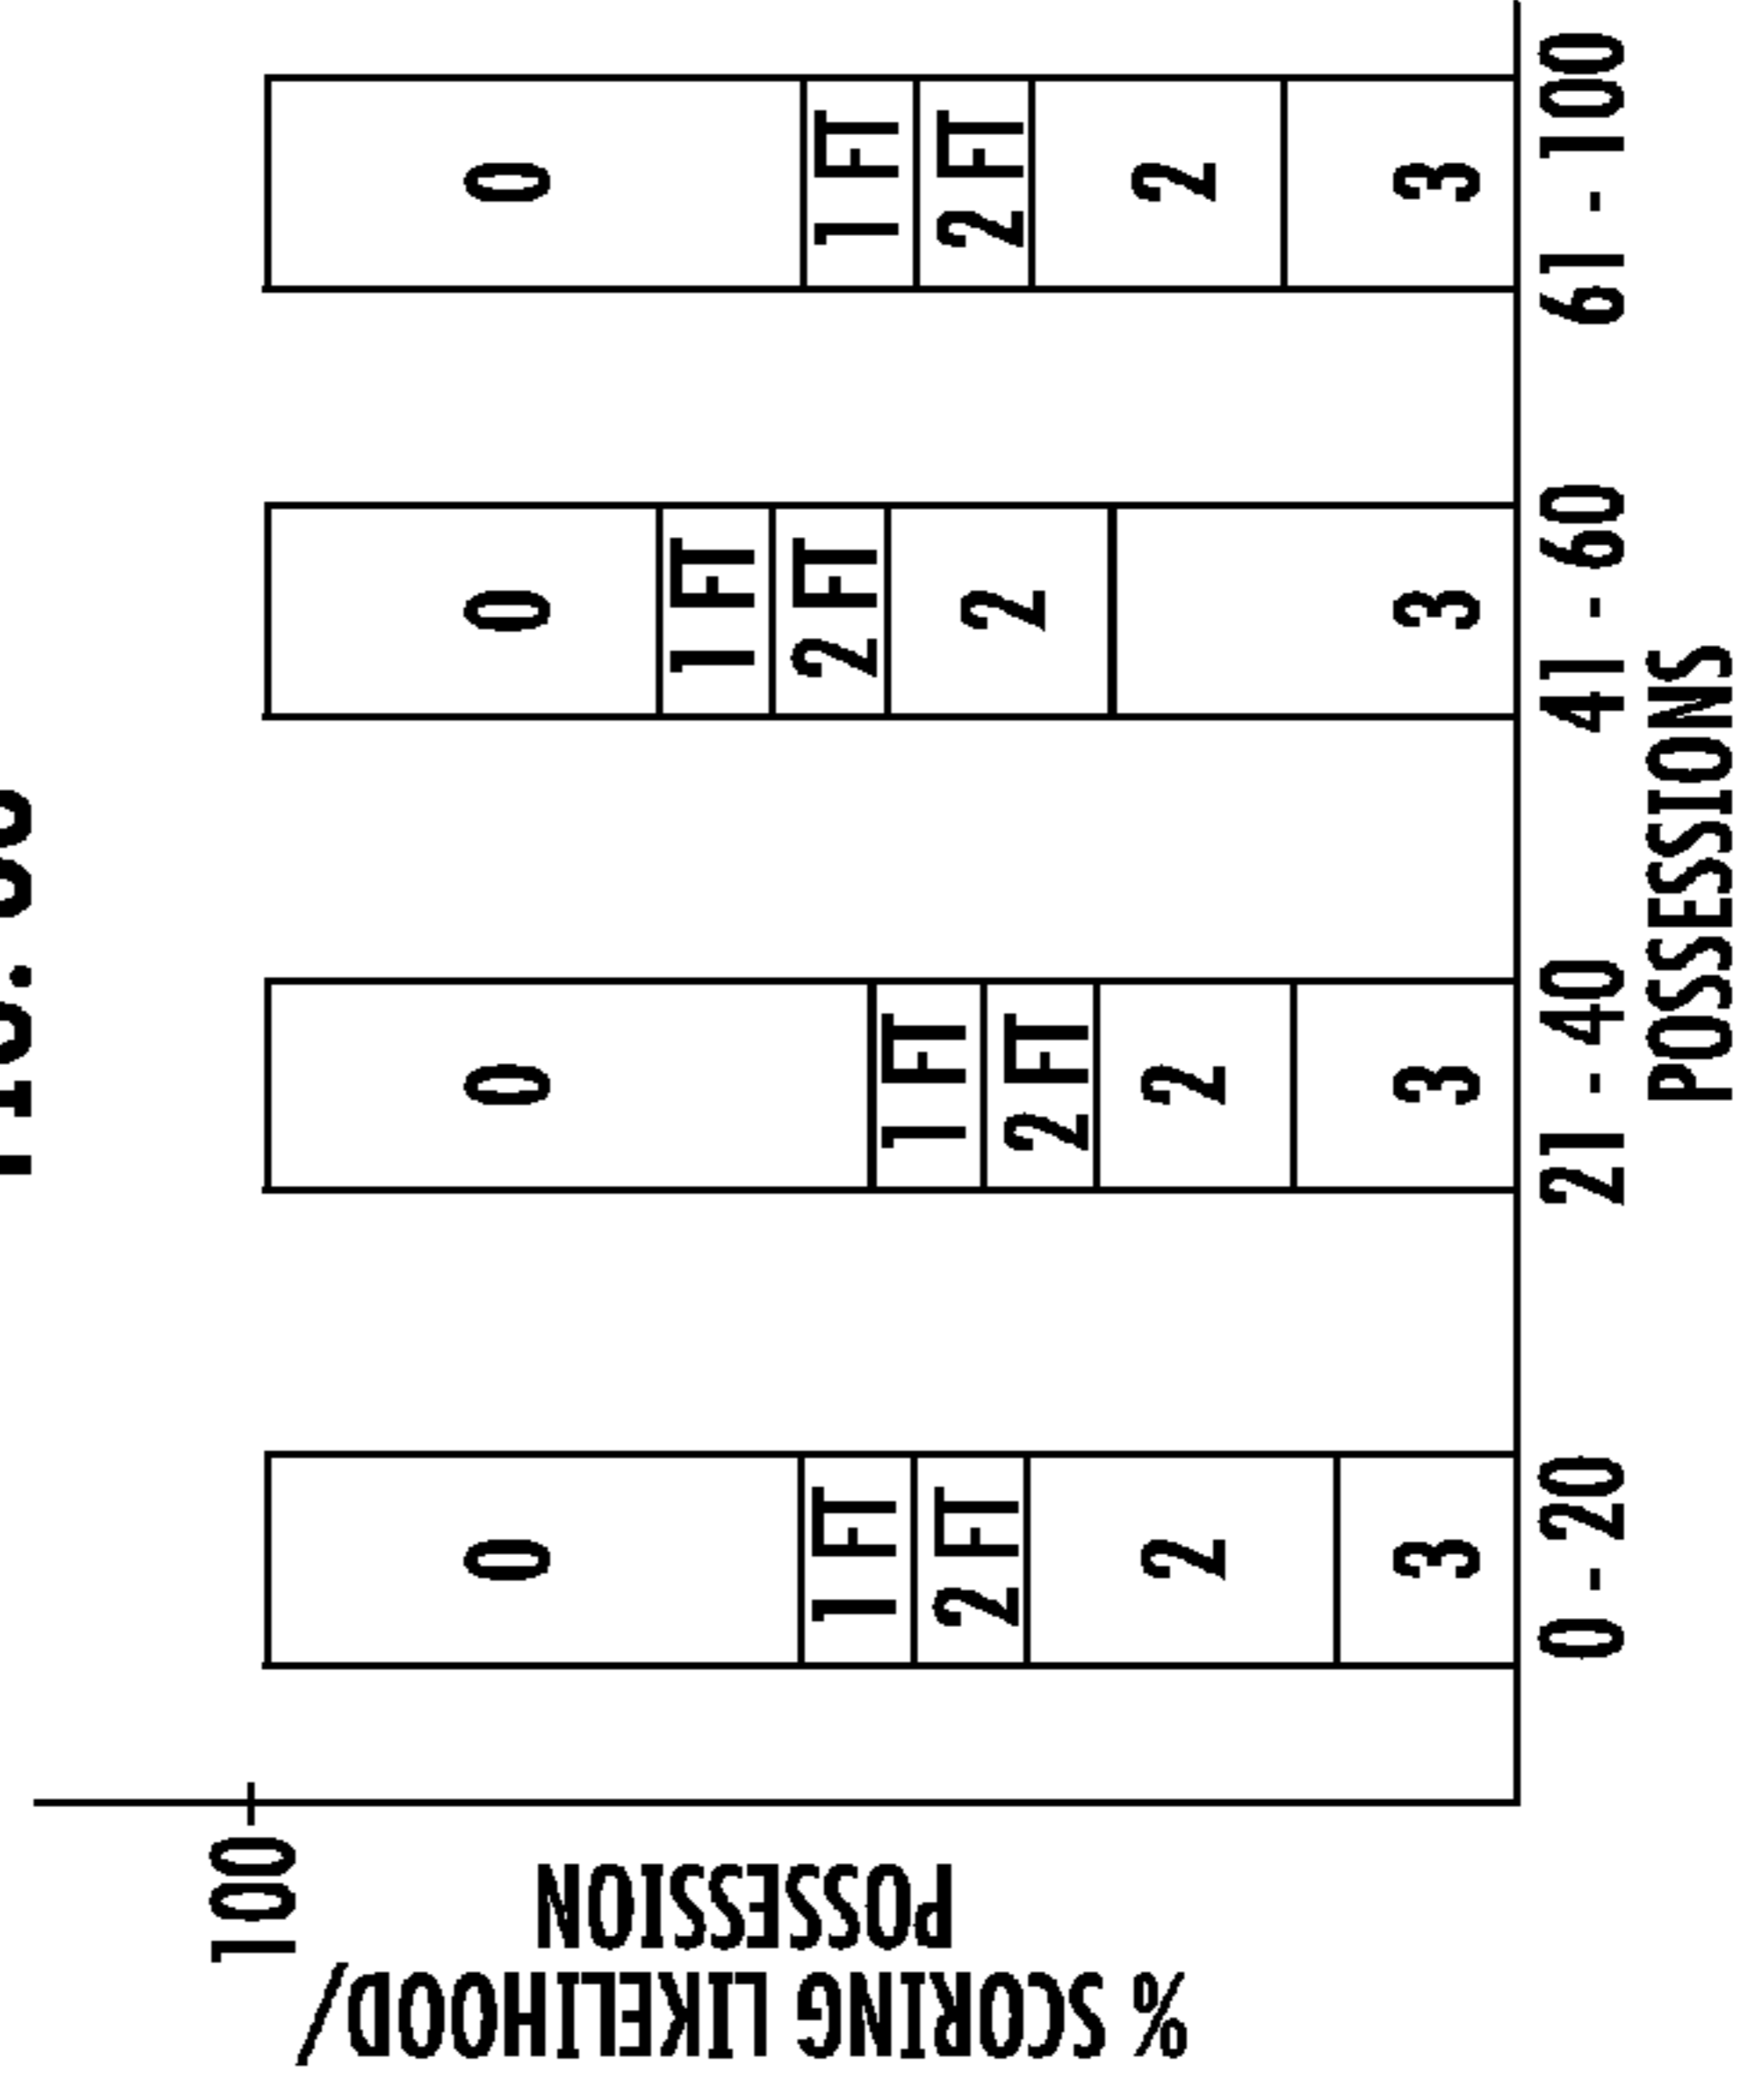 100
% SCORING LIKELIHOOD/
POSSESSION
0
1 FT
2 FT
2
3
0
1 FT
2 FT
2
3
0
1 FT
2 FT
2
3
0
1 FT
2 FT
2
3
0 - 20
21 - 40
41 - 60
61 - 100
POSSESSIONS